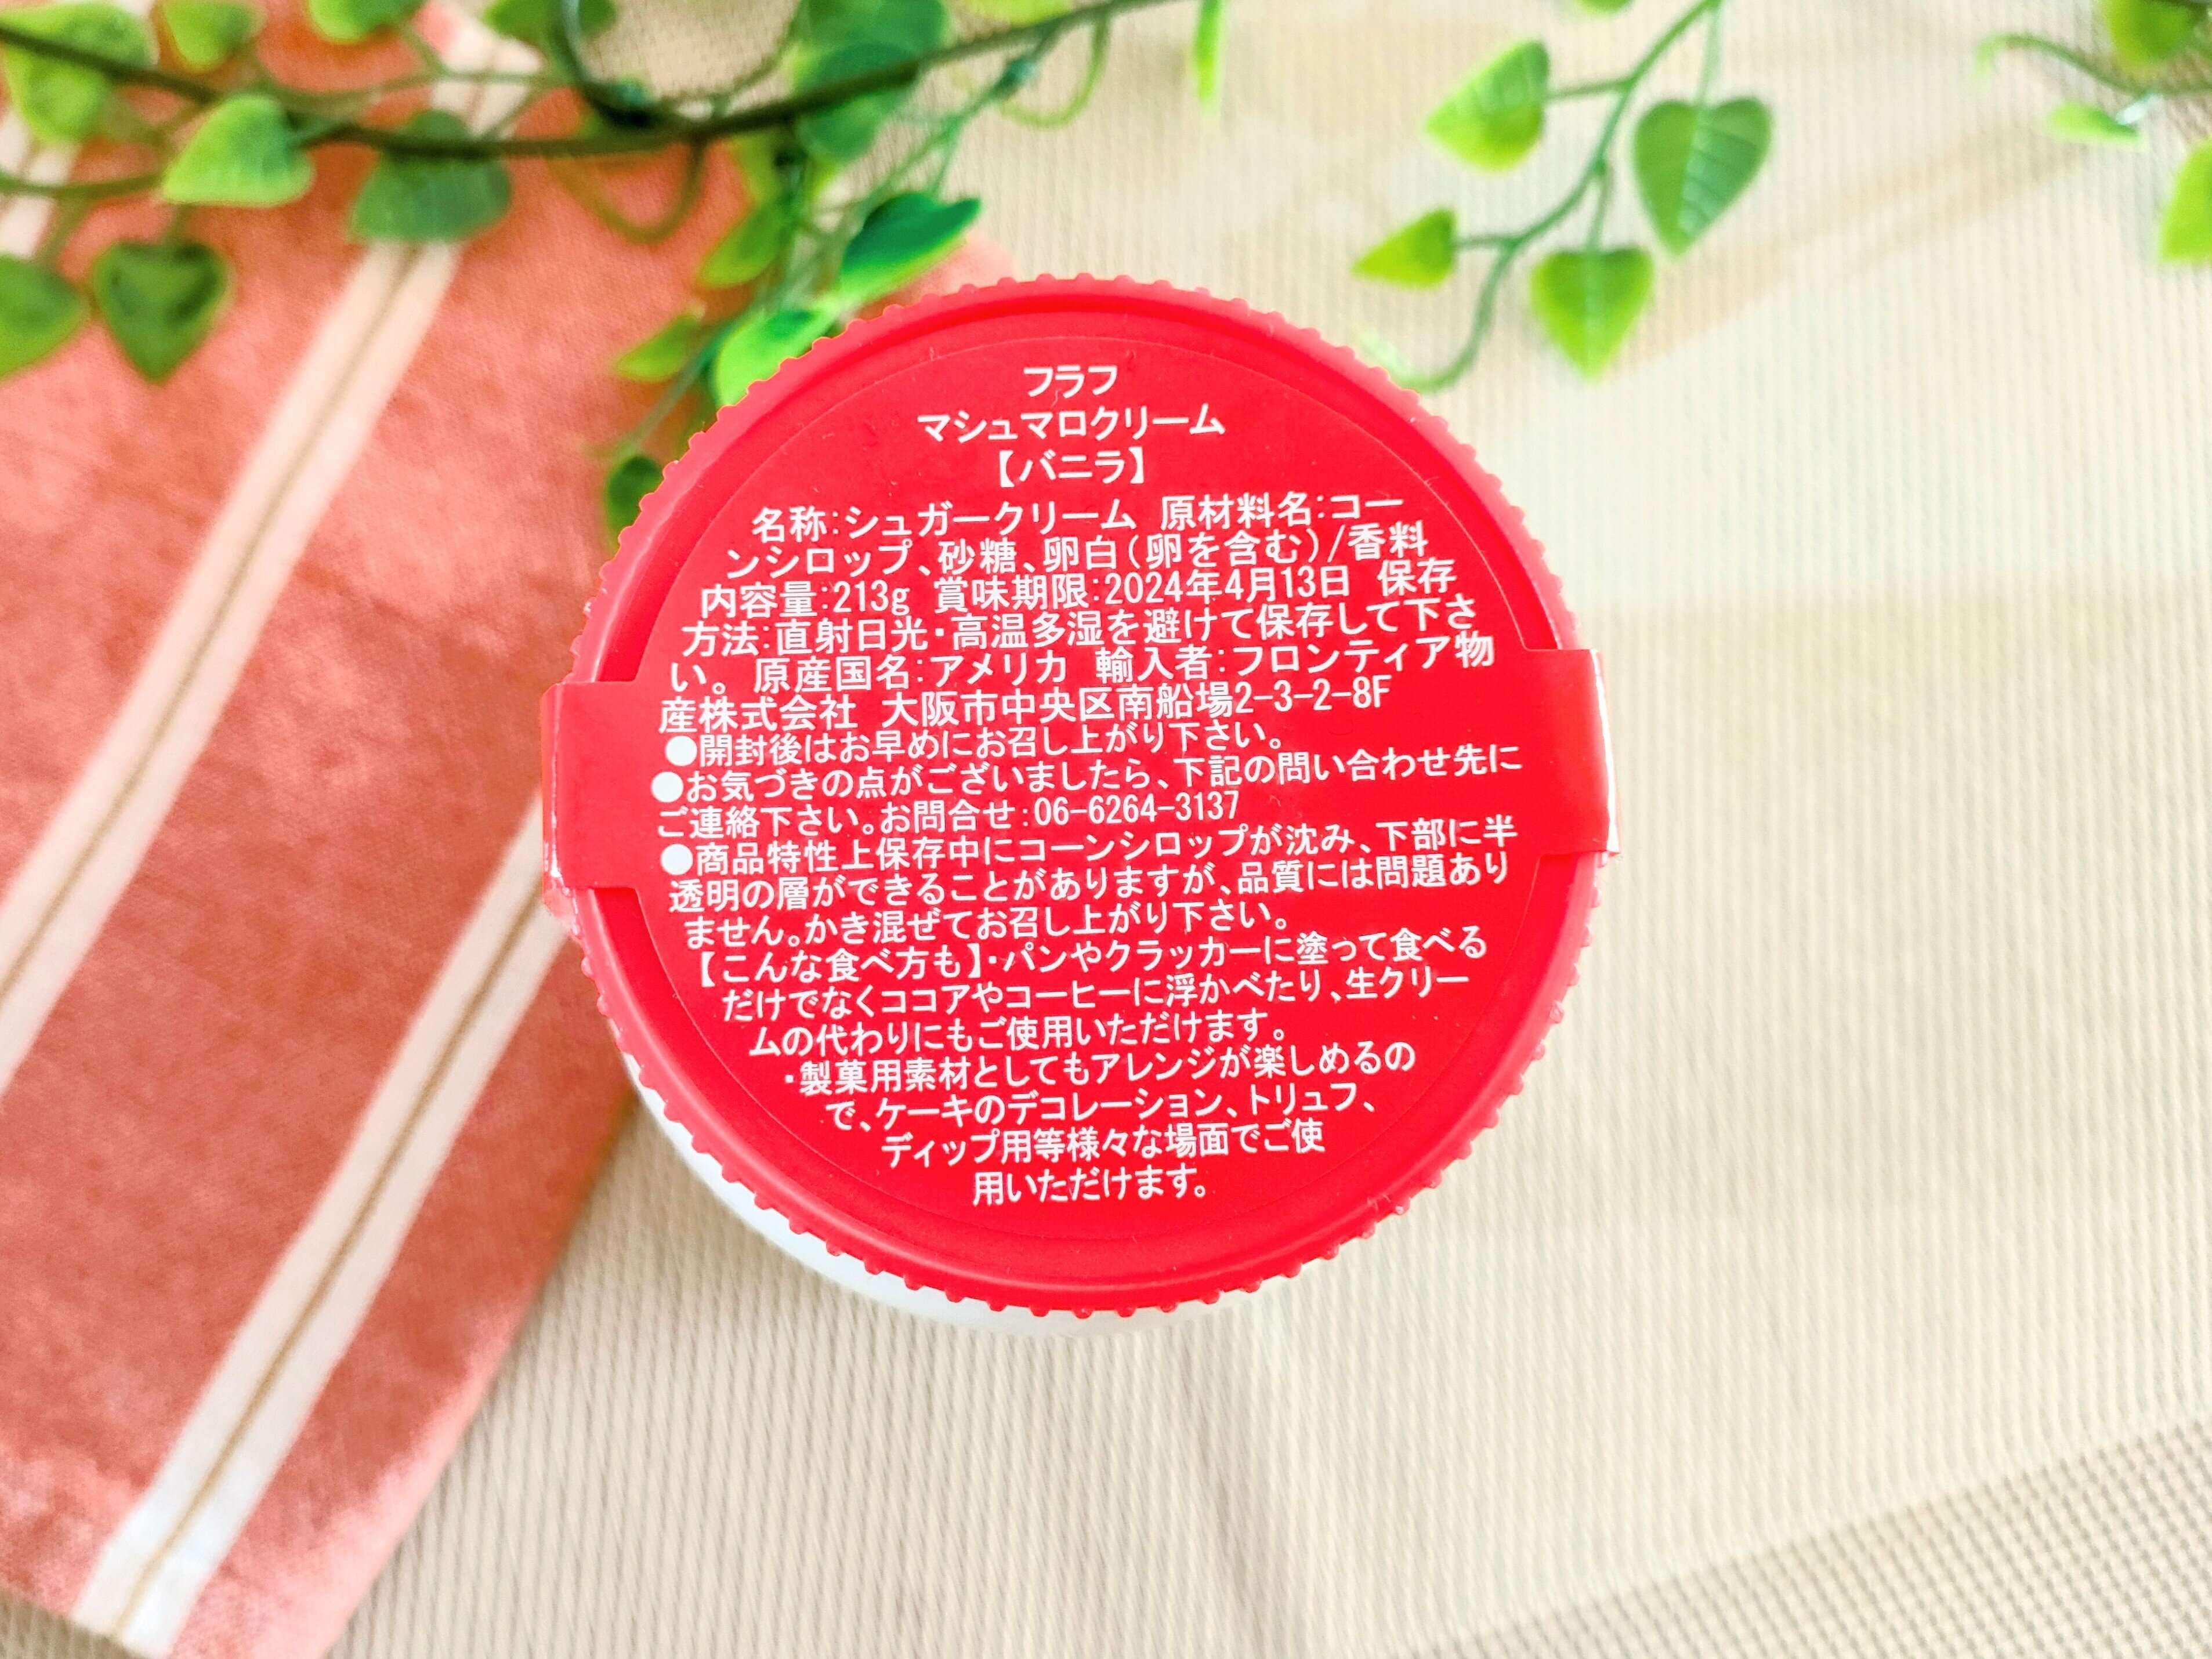 フラフ
マシュマロクリーム
【バニラ】
名称:シュガークリーム 原材料名:コー
ンシロップ、砂糖、卵白(卵を含む)/香料
内容量:213g 賞味期限:2024年4月13日 保存
方法:直射日光・高温多湿を避けて保存して下さ
い。 原産国名:アメリカ 輸入者:フロンティア物
産株式会社 大阪市中央区南船場2-3-2-8F
●開封後はお早めにお召し上がり下さい。
●お気づきの点がございましたら、下記の問い合わせ先に
ご連絡下さい。お問合せ:06-6264-3137
●商品特性上保存中にコーンシロップが沈み、下部に半
透明の層ができることがありますが、品質には問題あり
ません。かき混ぜてお召し上がり下さい。
【こんな食べ方も】・パンやクラッカーに塗って食べる
だけでなくココアやコーヒーに浮かべたり、生クリー
ムの代わりにもご使用いただけます。
・製菓用素材としてもアレンジが楽しめるの
で、ケーキのデコレーション、トリュフ、
ディップ用等様々な場面でご使
用いただけます。